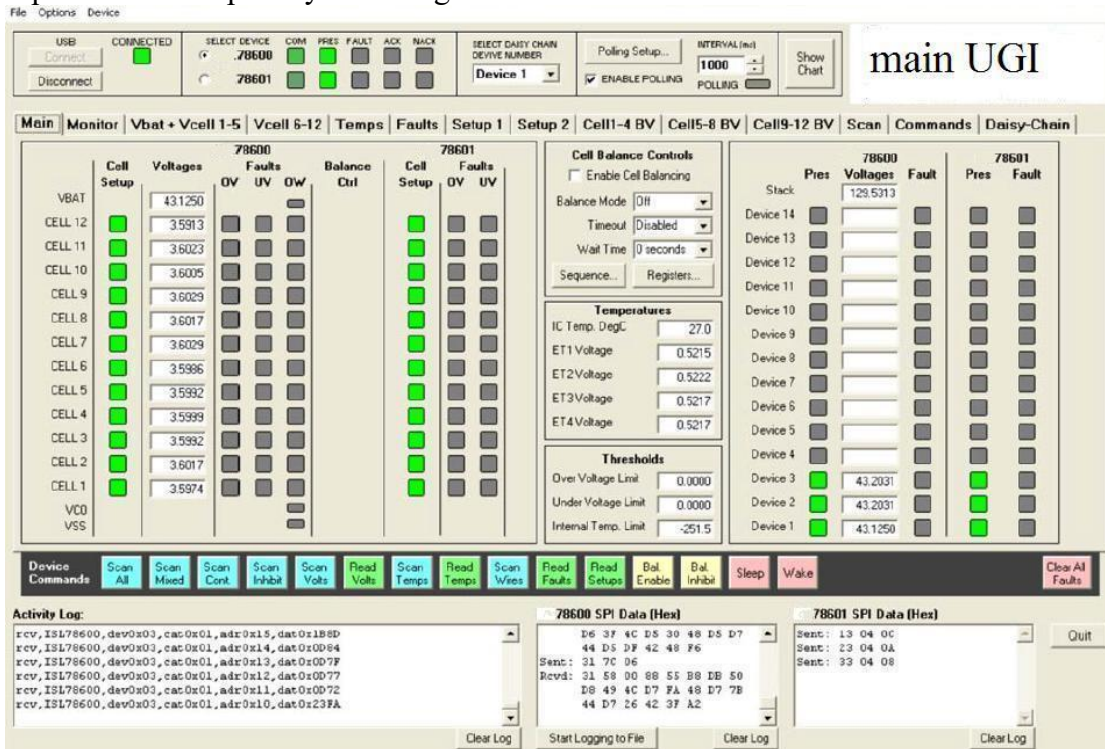 File Options Device
USB
CONNECTED
SELECT DEVICE COM PRES FAULT ACK NACK
SELECT DAISY CHAIN
DEVIVE NUMBER
INTERVAL (ms)
Connect
.78600
Polling Setup...
1000
Show
Chart
main UGI
Disconnect
78601
Device 1
ENABLE POLLING
POLLING
Main Monitor Vbat + Vcell 1-5 Vcell 6-12 Temps Faults Setup 1 Setup 2 Cell1-4 BV Cell5-8 BV Cell9-12 BV Scan Commands Daisy-Chain
78600 78601
Cell Voltages Faults Balance Cell Faults
Setup OV UV OW Ctrl Setup OV UV
VBAT 43.1250
CELL 12 3.5913
CELL 11 3.6023
CELL 10 3.6005
CELL 9 3.6029
CELL 8 3.6017
CELL 7 3.6029
CELL 6 3.5986
CELL 5 3.5992
CELL 4 3.5999
CELL 3 3.5992
CELL 2 3.6017
CELL 1 3.5974
VC0
VSS
Cell Balance Controls
Enable Cell Balancing
Balance Mode Off
Timeout Disabled
Wait Time 0 seconds
Sequence... Registers...
Temperatures
IC Temp. DegC 27.0
ET1 Voltage 0.5215
ET2 Voltage 0.5222
ET3 Voltage 0.5217
ET4 Voltage 0.5217
Thresholds
Over Voltage Limit 0.0000
Under Voltage Limit 0.0000
Internal Temp. Limit -251.5
78600 78601
Pres Voltages Fault Pres Fault
Stack 129.5313
Device 14
Device 13
Device 12
Device 11
Device 10
Device 9
Device 8
Device 7
Device 6
Device 5
Device 4
Device 3 43.2031
Device 2 43.2031
Device 1 43.1250
Device
Commands
Scan
All
Scan
Mixed
Scan
Cont.
Scan
Inhibit
Scan
Volts
Read
Volts
Scan
Temps
Read
Temps
Scan
Wires
Read
Faults
Read
Setups
Bal.
Enable
Bal.
Inhibit
Sleep
Wake
Clear All
Faults
Activity Log:
rcv,ISL78600,dev0x03,cat0x01,adr0x15,dat0x1B8D
rcv,ISL78600,dev0x03,cat0x01,adr0x14,dat0x0D84
rcv,ISL78600,dev0x03,cat0x01,adr0x13,dat0x0D7F
rcv,ISL78600,dev0x03,cat0x01,adr0x12,dat0x0D77
rcv,ISL78600,dev0x03,cat0x01,adr0x11,dat0x0D72
rcv,ISL78600,dev0x03,cat0x01,adr0x10,dat0x23FA
Clear Log
78600 SPI Data (Hex)
D6 3F 4C D5 30 48 D5 D7
44 D5 DF 42 48 F6
Sent: 31 7C 06
Rcvd: 31 58 00 88 55 B8 DB 50
D8 49 4C D7 FA 48 D7 7B
44 D7 26 42 3F A2
Start Logging to File Clear Log
78601 SPI Data (Hex)
Sent: 13 04 0C
Sent: 23 04 0A
Sent: 33 04 08
Clear Log
Quit